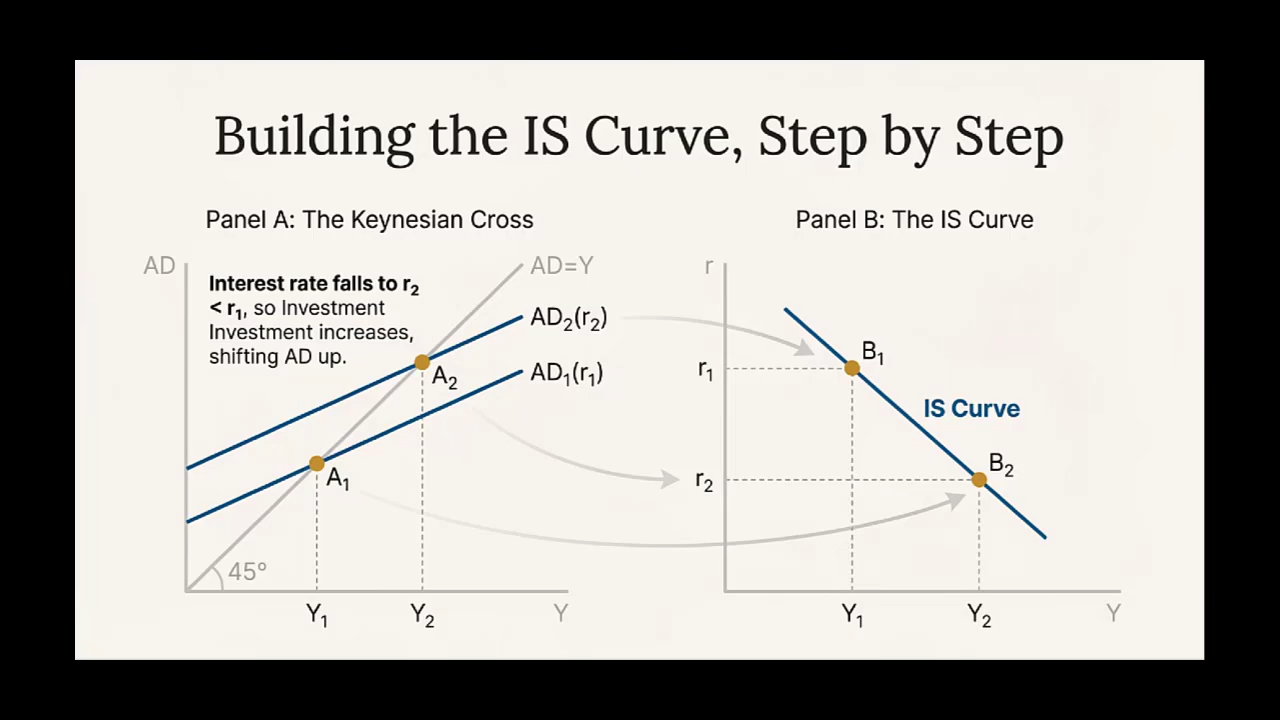 Building the IS Curve, Step by Step
Panel A: The Keynesian Cross
AD
Interest rate falls to r₂
< r₁, so Investment
Investment increases,
shifting AD up.
AD=Y
AD₂(r₂)
AD₁(r₁)
A₂
A₁
45°
Y₁
Y₂
Y
Panel B: The IS Curve
r
B₁
r₁
IS Curve
B₂
r₂
Y₁
Y₂
Y